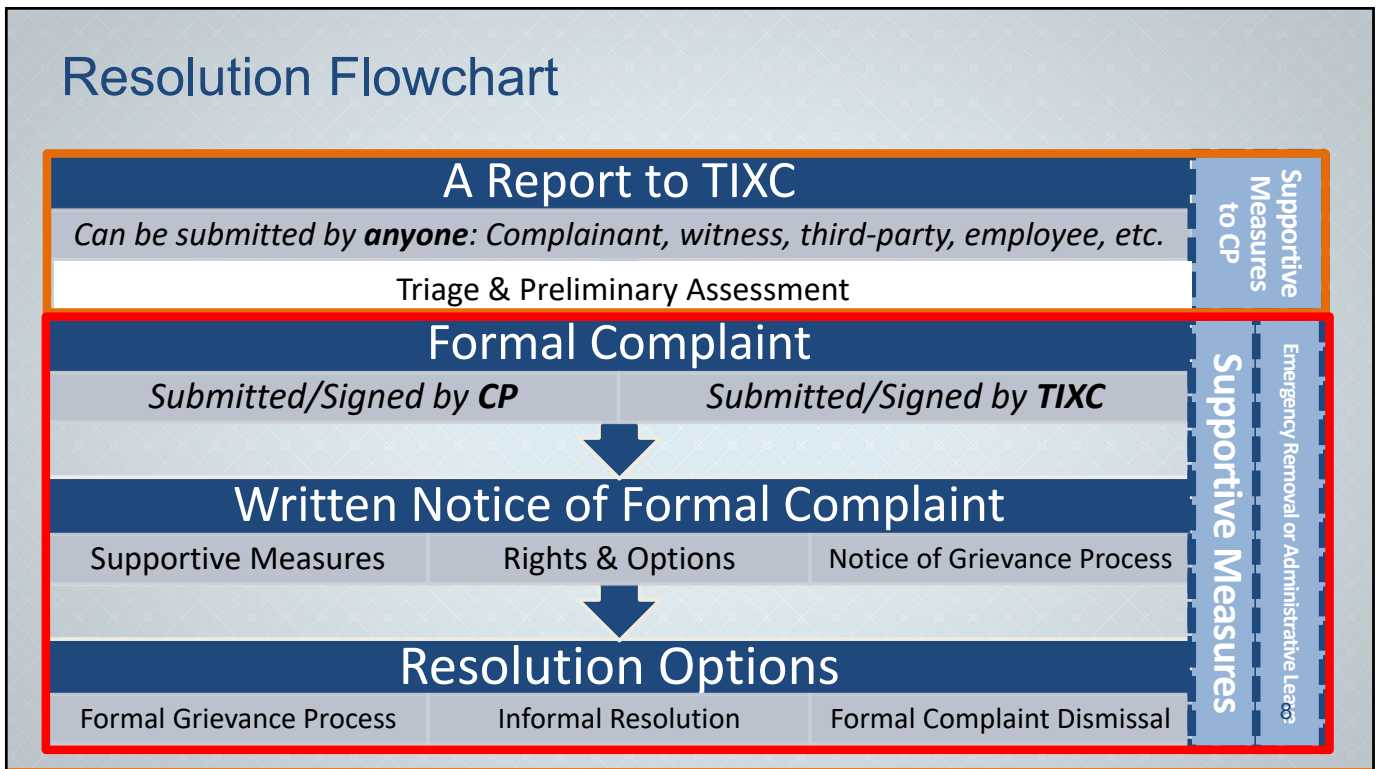 Resolution Flowchart
A Report to TIXC
Can be submitted by anyone: Complainant, witness, third-party, employee, etc.
Triage & Preliminary Assessment
Supportive
Measures
to CP
Formal Complaint
Submitted/Signed by CP
Submitted/Signed by TIXC
Written Notice of Formal Complaint
Supportive Measures
Rights & Options
Notice of Grievance Process
Resolution Options
Formal Grievance Process
Informal Resolution
Formal Complaint Dismissal
Supportive Measures
Emergency Removal or Administrative Leave
8